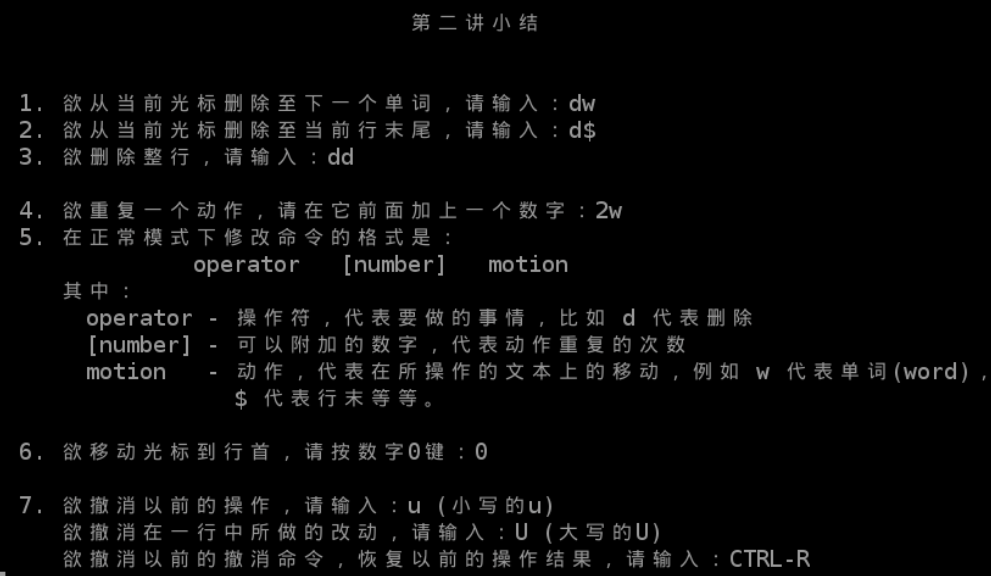 第二讲小结
1. 欲从当前光标删除至下一个单词，请输入：dw
2. 欲从当前光标删除至当前行末尾，请输入：d$
3. 欲删除整行，请输入：dd
4. 欲重复一个动作，请在它前面加上一个数字：2w
5. 在正常模式下修改命令的格式是：
operator [number] motion
其中：
operator - 操作符，代表要做的事情，比如 d 代表删除
[number] - 可以附加的数字，代表动作重复的次数
motion - 动作，代表在所操作的文本上的移动，例如 w 代表单词(word)，
$ 代表行末等等。
6. 欲移动光标到行首，请按数字0键：0
7. 欲撤消以前的操作，请输入：u (小写的u)
欲撤消在一行中所做的改动，请输入：U (大写的U)
欲撤消以前的撤消命令，恢复以前的操作结果，请输入：CTRL-R